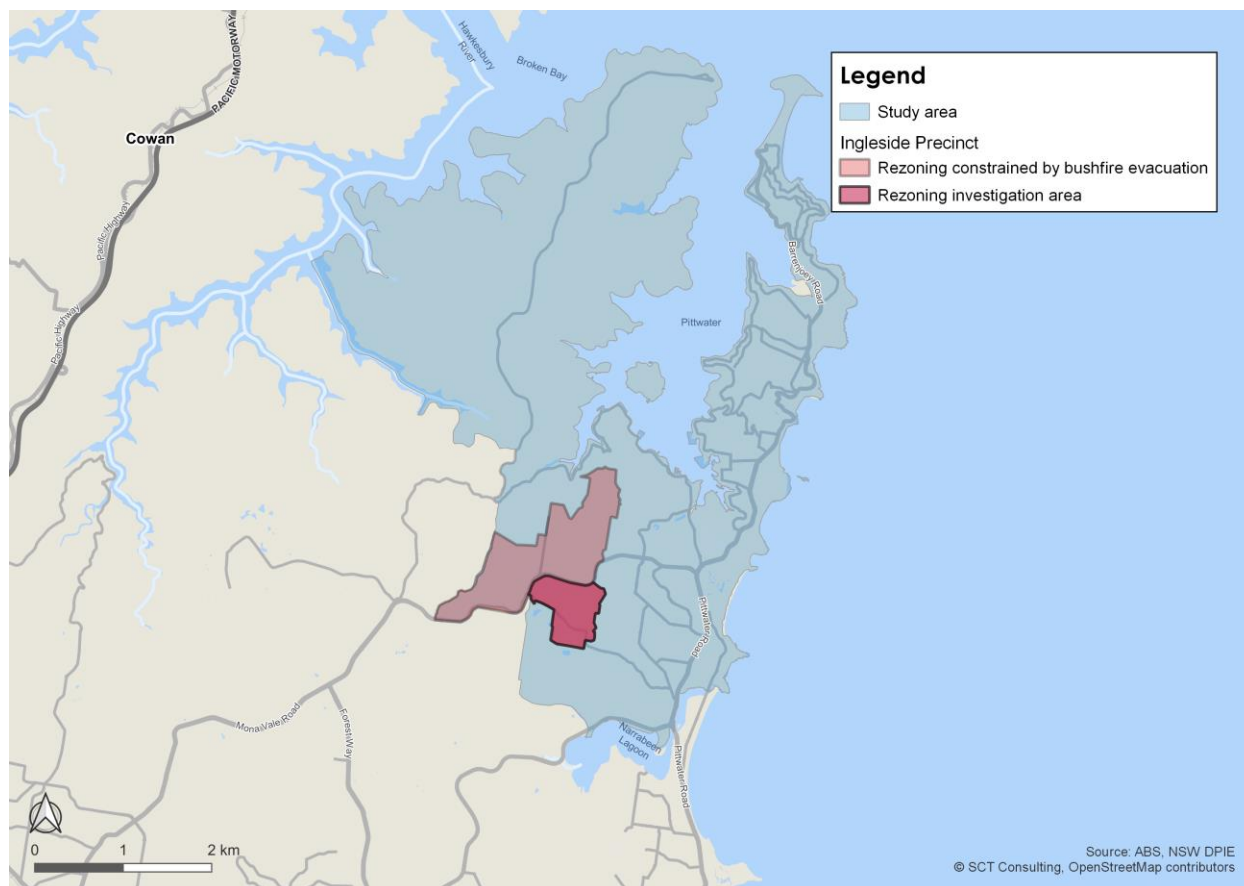 Hawkesbury
River
Broken Bay
PACIFIC MOTORWAY
Cowan
Legend
Study area
Ingleside Precinct
Rezoning constrained by bushfire evacuation
Rezoning investigation area
Pacific Highway
Barrenjoey Road
Pacific Highway
Pittwater
Pittwater Road
Mona Vale Road
Forest Way
Narrabeen
Lagoon
Pittwater Road
0 1 2 km
Source: ABS, NSW DPIE
© SCT Consulting, OpenStreetMap contributors